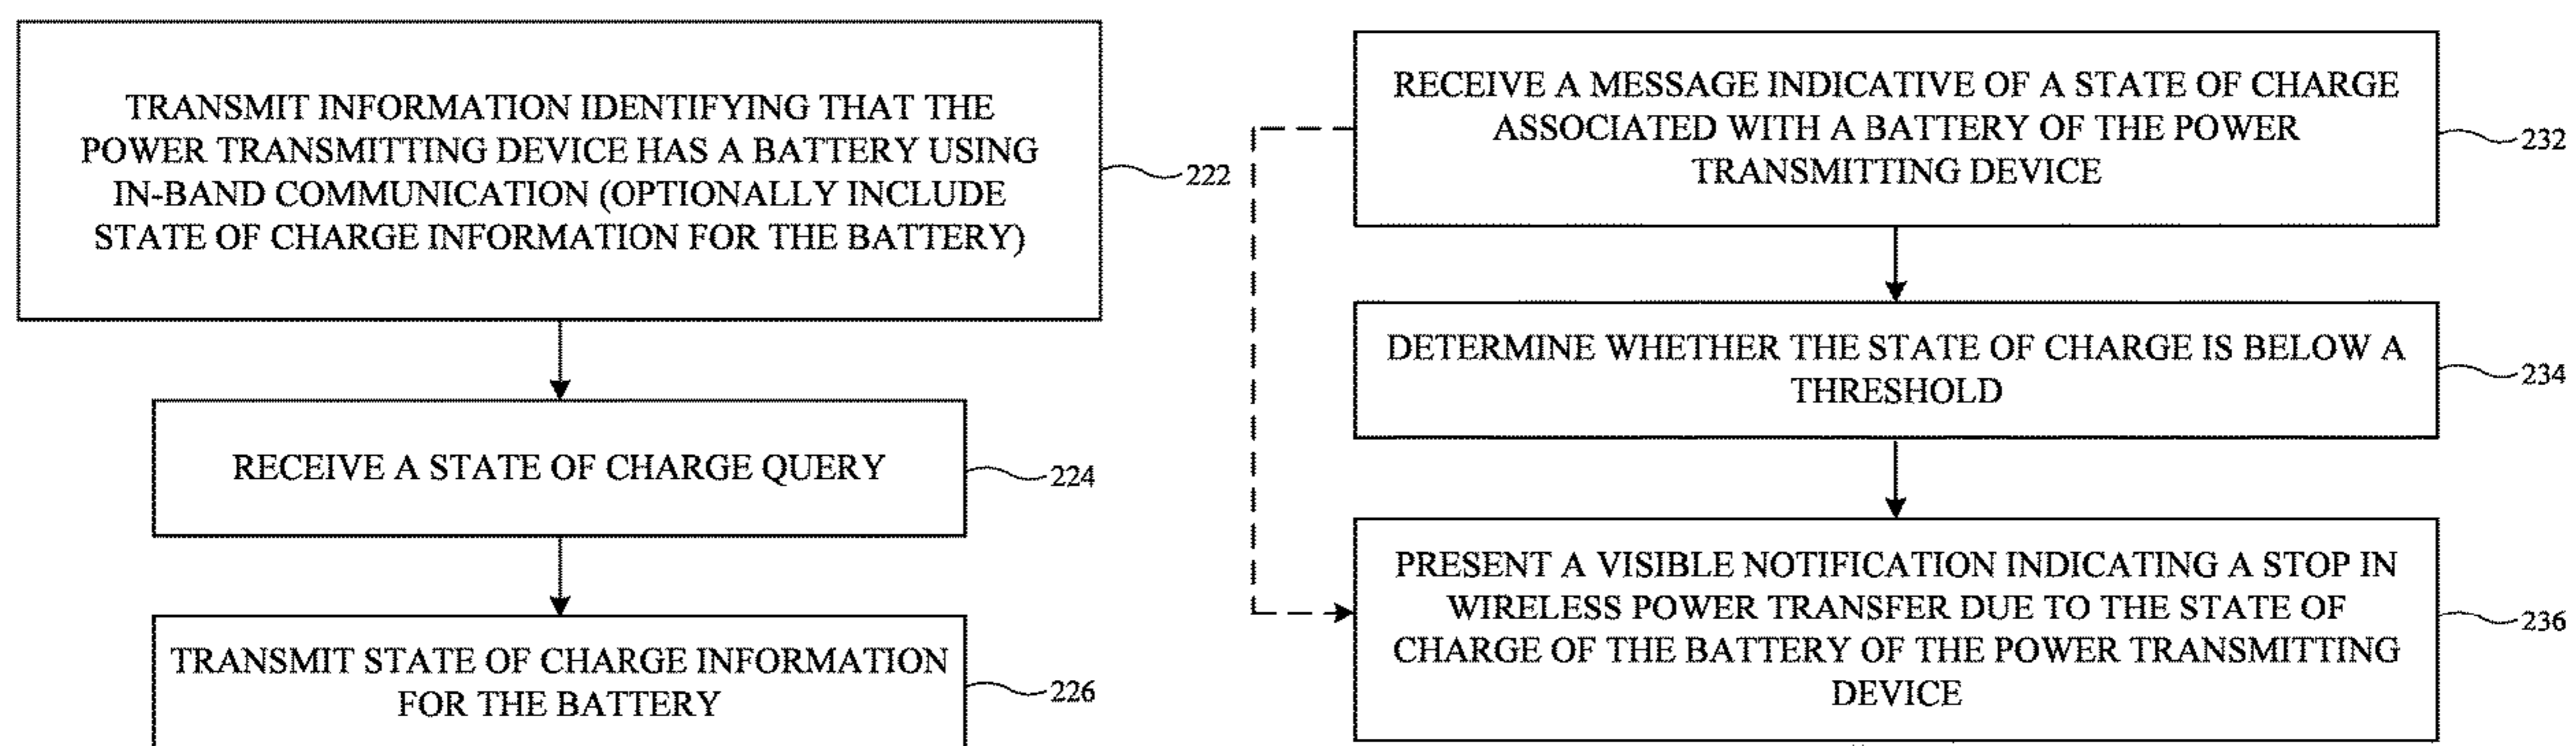 TRANSMIT INFORMATION IDENTIFYING THAT THE
POWER TRANSMITTING DEVICE HAS A BATTERY USING
IN-BAND COMMUNICATION (OPTIONALLY INCLUDE
STATE OF CHARGE INFORMATION FOR THE BATTERY)
222
RECEIVE A STATE OF CHARGE QUERY
224
TRANSMIT STATE OF CHARGE INFORMATION
FOR THE BATTERY
226
RECEIVE A MESSAGE INDICATIVE OF A STATE OF CHARGE
ASSOCIATED WITH A BATTERY OF THE POWER
TRANSMITTING DEVICE
232
DETERMINE WHETHER THE STATE OF CHARGE IS BELOW A
THRESHOLD
234
PRESENT A VISIBLE NOTIFICATION INDICATING A STOP IN
WIRELESS POWER TRANSFER DUE TO THE STATE OF
CHARGE OF THE BATTERY OF THE POWER TRANSMITTING
DEVICE
236